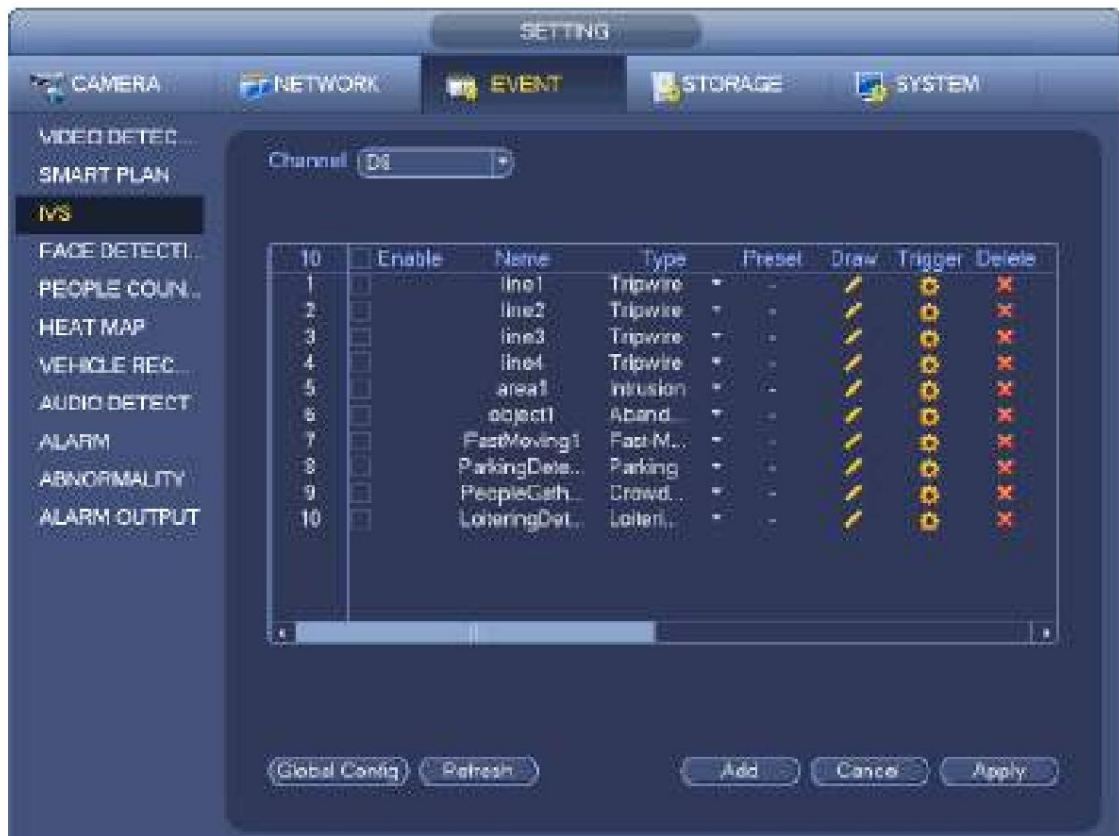 SETTING
CAMERA NETWORK EVENT STORAGE SYSTEM
VIDEO DETEC...
SMART PLAN
IVS
FACE DETECTI...
PEOPLE COUN...
HEAT MAP
VEHICLE REC...
AUDIO DETECT
ALARM
ABNORMALITY
ALARM OUTPUT
Channel
10 Enable Name Type Preset Draw Trigger Delete
1 line1 Tripwire -
2 line2 Tripwire -
3 line3 Tripwire -
4 line4 Tripwire -
5 area1 Intrusion -
6 object1 Aband... -
7 FastMoving1 Fast-M... -
8 ParkingDete... Parking -
9 PeopleGath... Crowd... -
10 LoiteringDet... Loiteri... -
Global Config Refresh Add Cancel Apply